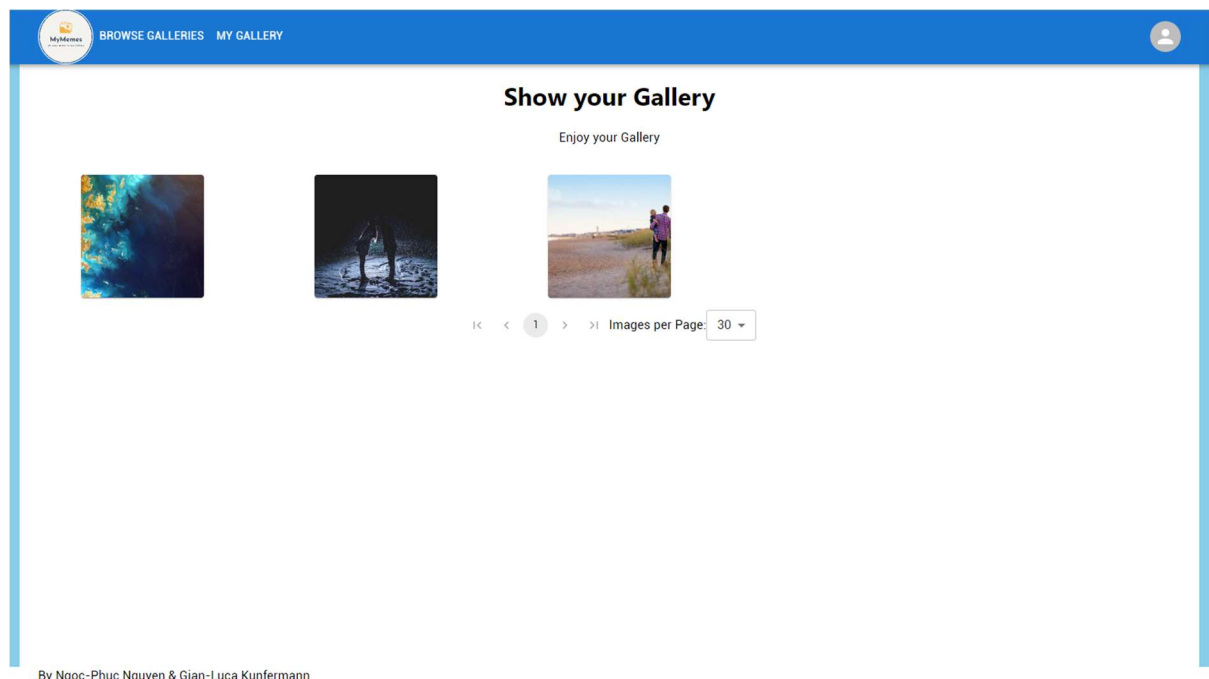 MyMemes
BROWSE GALLERIES MY GALLERY
Show your Gallery
Enjoy your Gallery
1 Images per Page: 30
By Ngoc-Phuc Nguyen & Gian-Luca Kunfermann